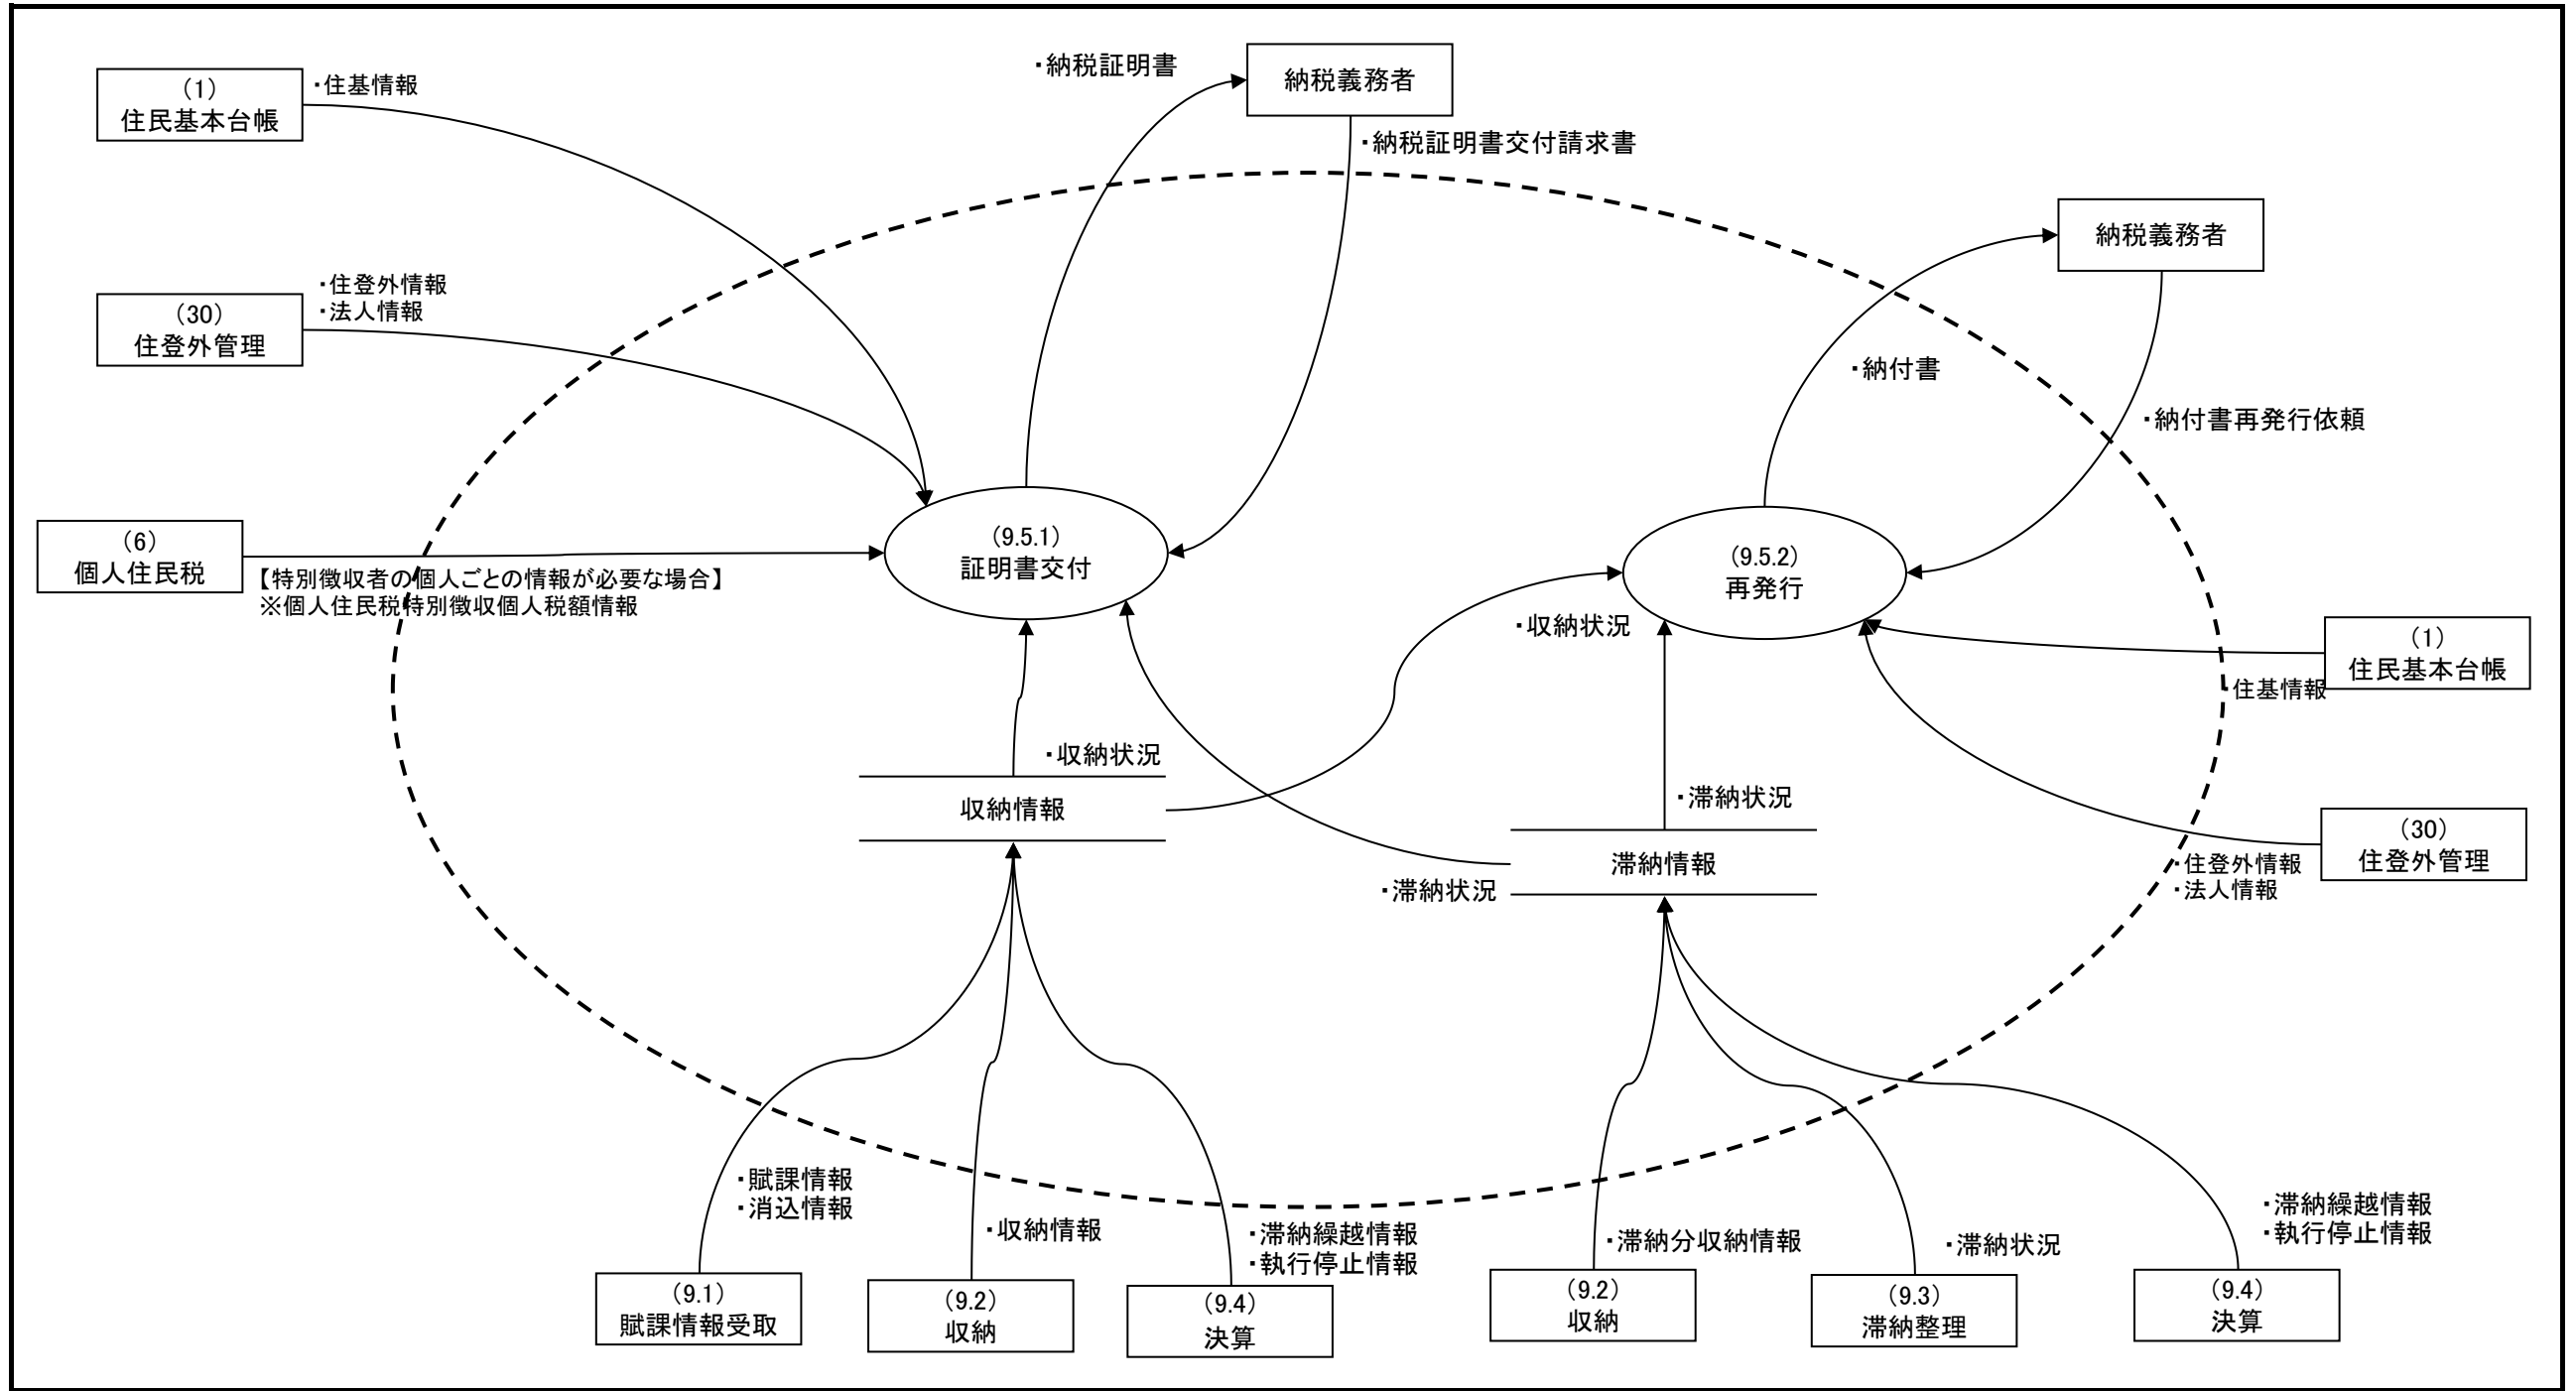 ・納税証明書
納税義務者
（1）
住民基本台帳
・住基情報
・納税証明書交付請求書
納税義務者
・住登外情報
・法人情報
（30）
住登外管理
・納付書
・納付書再発行依頼
（6）
個人住民税
【特別徴収者の個人ごとの情報が必要な場合】
※個人住民税特別徴収個人税額情報
（9.5.1）
証明書交付
（9.5.2）
再発行
・収納状況
（1）
住民基本台帳
・住基情報
・収納状況
収納情報
・滞納状況
滞納情報
・滞納状況
（30）
住登外管理
・住登外情報
・法人情報
・賦課情報
・消込情報
・収納情報
・滞納繰越情報
・執行停止情報
・滞納分収納情報
・滞納状況
・滞納繰越情報
・執行停止情報
（9.1）
賦課情報受取
（9.2）
収納
（9.4）
決算
（9.2）
収納
（9.3）
滞納整理
（9.4）
決算